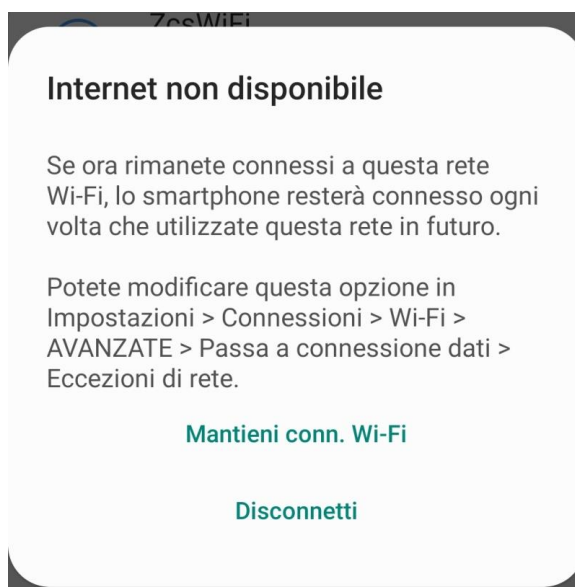 ZcsWiFi
Internet non disponibile
Se ora rimanete connessi a questa rete
Wi-Fi, lo smartphone resterà connesso ogni
volta che utilizzate questa rete in futuro.
Potete modificare questa opzione in
Impostazioni > Connessioni > Wi-Fi >
AVANZATE > Passa a connessione dati >
Eccezioni di rete.
Mantieni conn. Wi-Fi
Disconnetti